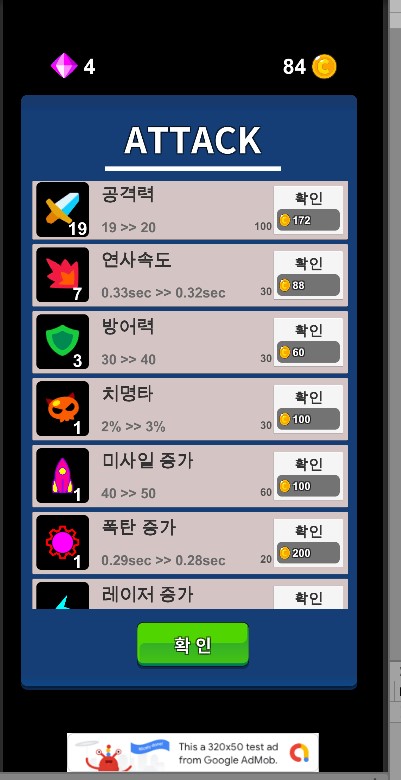 4
84
ATTACK
공격력
확인
19
19 >> 20
100
172
연사속도
확인
7
0.33sec >> 0.32sec
30
88
방어력
확인
3
30 >> 40
30
60
치명타
확인
1
2% >> 3%
30
100
미사일 증가
확인
1
40 >> 50
60
100
폭탄 증가
확인
1
0.29sec >> 0.28sec
20
200
레이저 증가
확인
확 인
This a 320x50 test ad
from Google AdMob.